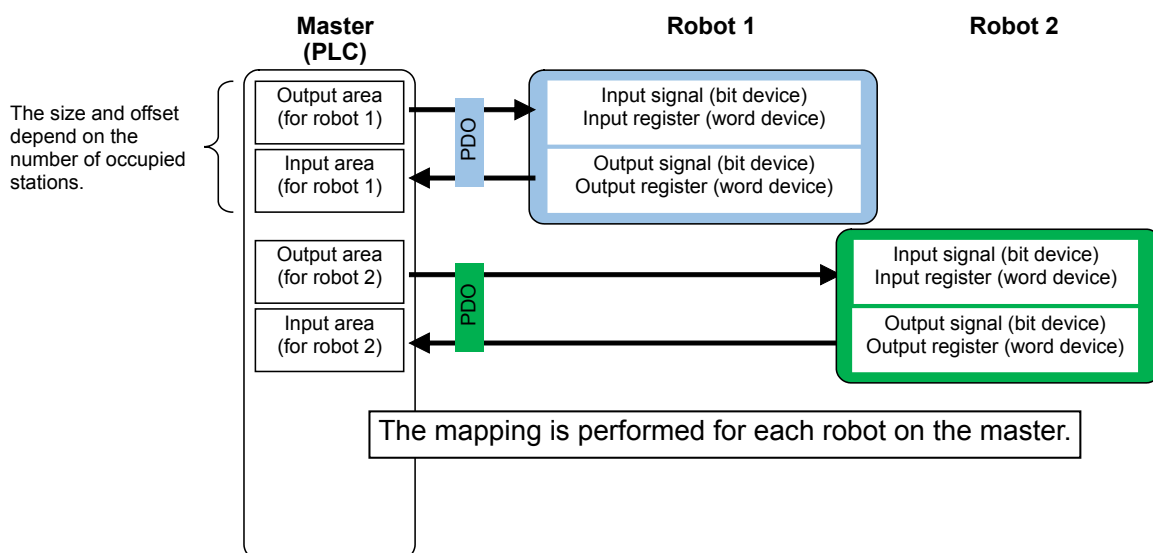 Master
(PLC)
Robot 1
Robot 2
The size and offset
depend on the
number of occupied
stations.
Output area
(for robot 1)
PDO
Input signal (bit device)
Input register (word device)
Input area
(for robot 1)
Output signal (bit device)
Output register (word device)
Output area
(for robot 2)
PDO
Input signal (bit device)
Input register (word device)
Input area
(for robot 2)
Output signal (bit device)
Output register (word device)
The mapping is performed for each robot on the master.